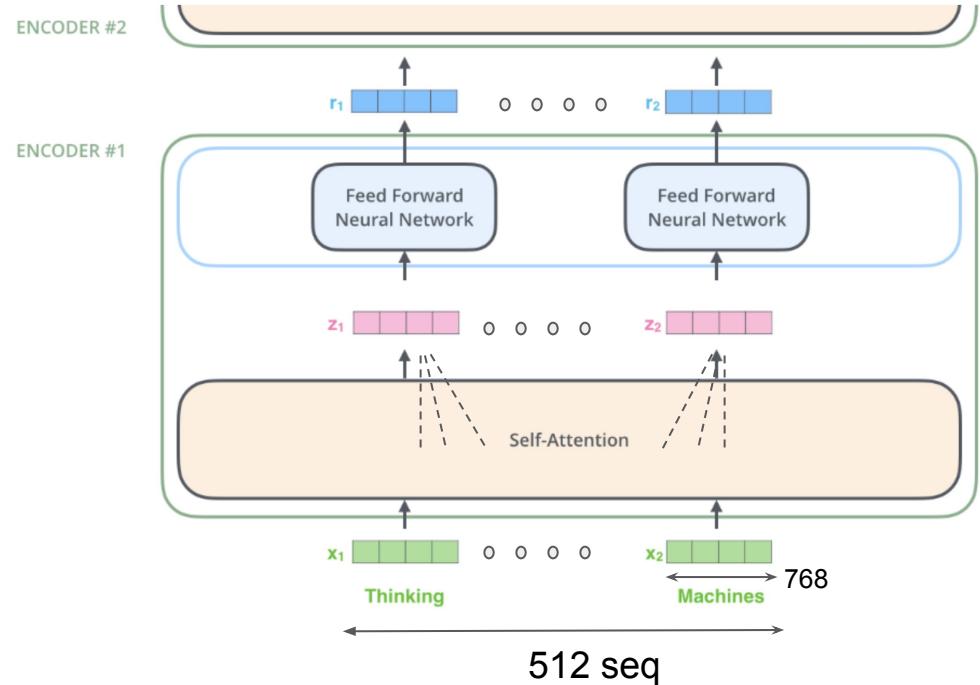 ENCODER #2
r₁
r₂
ENCODER #1
Feed Forward
Neural Network
Feed Forward
Neural Network
z₁
z₂
Self-Attention
x₁
x₂
768
Thinking
Machines
512 seq